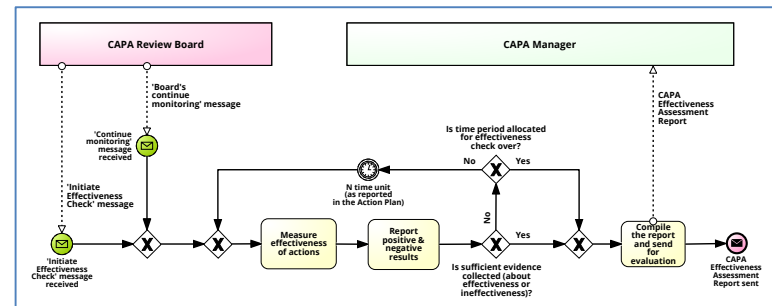 CAPA Review Board
CAPA Manager
'Board's
continue
monitoring' message
CAPA
Effectiveness
Assessment
Report
'Continue
monitoring'
message
received
Is time period allocated
for effectiveness
check over?
No
Yes
N time unit
(as reported
in the Action Plan)
'Initiate
Effectiveness
Check' message
No
Measure
effectiveness
of actions
Report
positive &
negative
results
Yes
Compile
the report
and send
for
evaluation
'Initiate
Effectiveness
Check' message
received
Is sufficient evidence
collected (about
effectiveness or
ineffectiveness)?
CAPA
Effectiveness
Assessment
Report sent